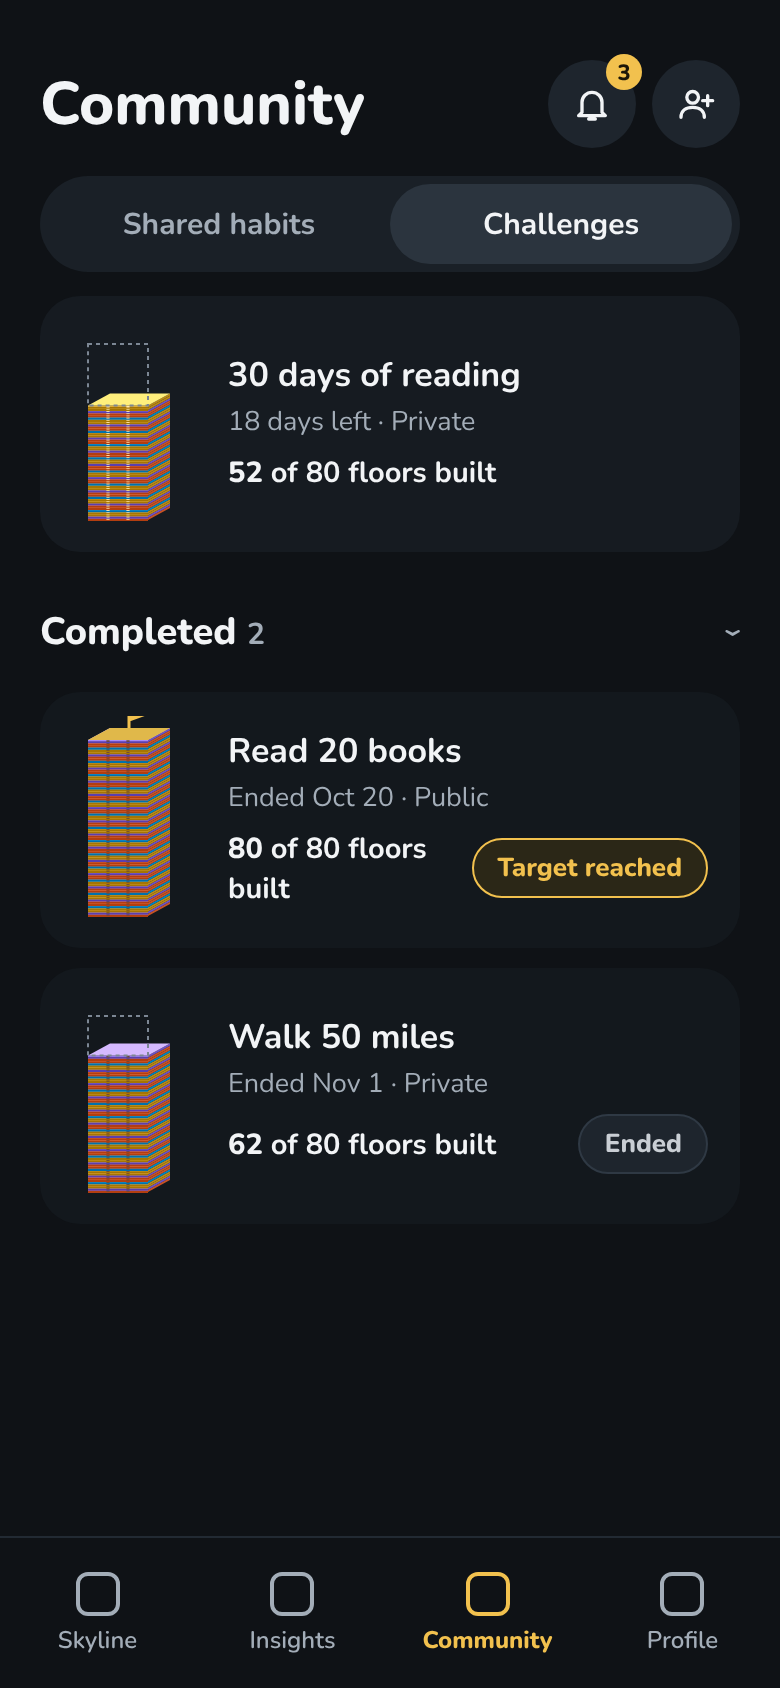 Community
3
Shared habits
Challenges
30 days of reading
18 days left · Private
52 of 80 floors built
Completed 2
Read 20 books
Ended Oct 20 · Public
80 of 80 floors
built
Target reached
Walk 50 miles
Ended Nov 1 · Private
62 of 80 floors built
Ended
Skyline
Insights
Community
Profile